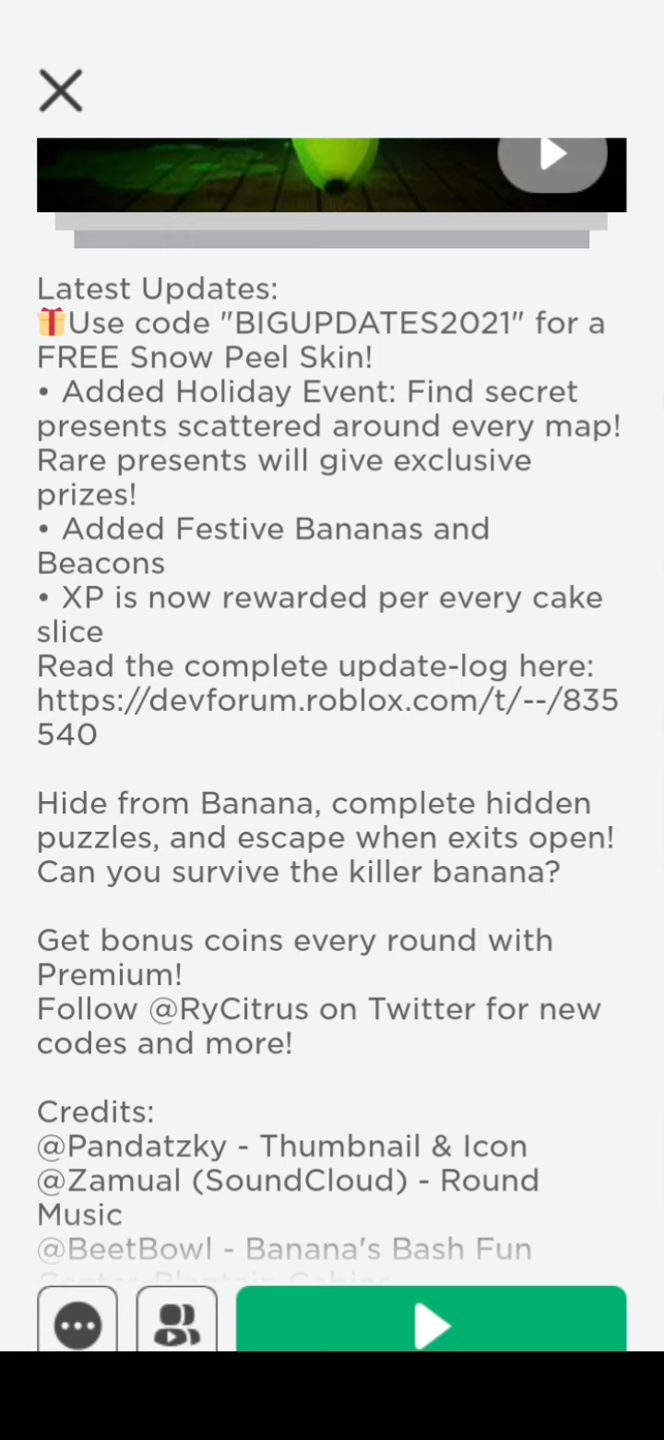 Latest Updates:
🎁Use code "BIGUPDATES2021" for a
FREE Snow Peel Skin!
• Added Holiday Event: Find secret
presents scattered around every map!
Rare presents will give exclusive
prizes!
• Added Festive Bananas and
Beacons
• XP is now rewarded per every cake
slice
Read the complete update-log here:
https://devforum.roblox.com/t/--/835
540
Hide from Banana, complete hidden
puzzles, and escape when exits open!
Can you survive the killer banana?
Get bonus coins every round with
Premium!
Follow @RyCitrus on Twitter for new
codes and more!
Credits:
@Pandatzky - Thumbnail & Icon
@Zamual (SoundCloud) - Round
Music
@BeetBowl - Banana's Bash Fun